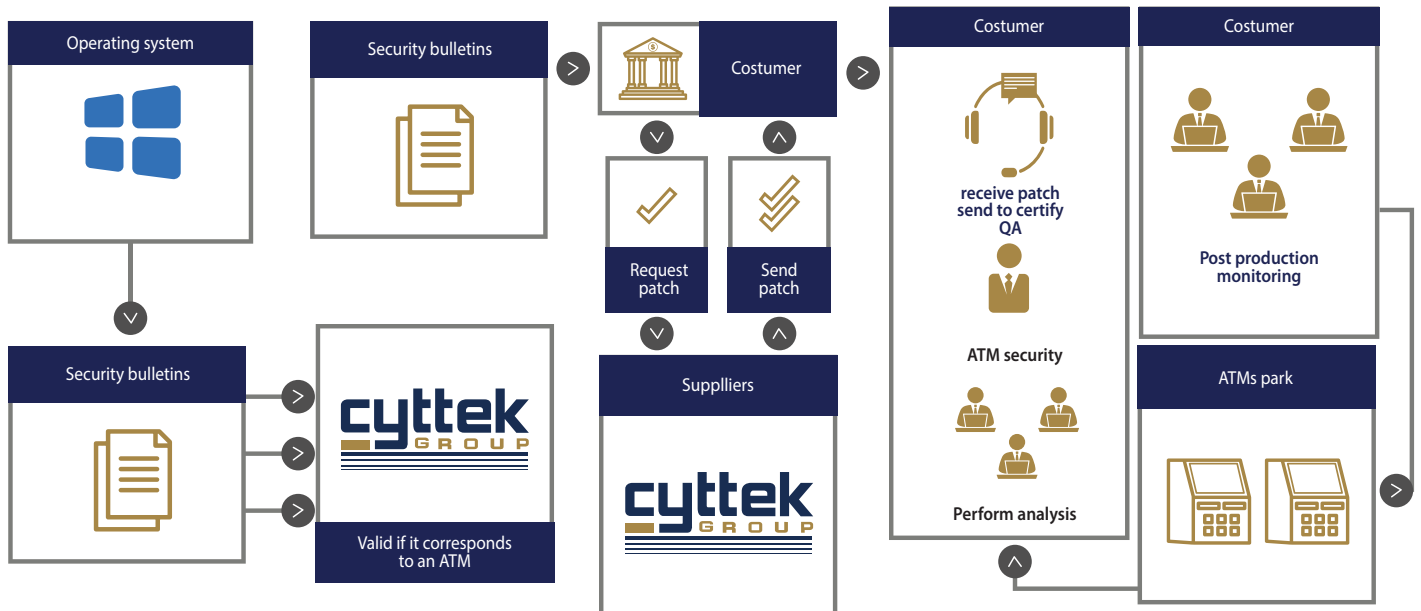 Operating system
Security bulletins
cyttek
GROUP
Valid if it corresponds
to an ATM
Security bulletins
$
Costumer
Request
patch
Send
patch
Supplliers
cyttek
GROUP
Costumer
receive patch
send to certify
QA
ATM security
Perform analysis
Costumer
Post production
monitoring
ATMs park